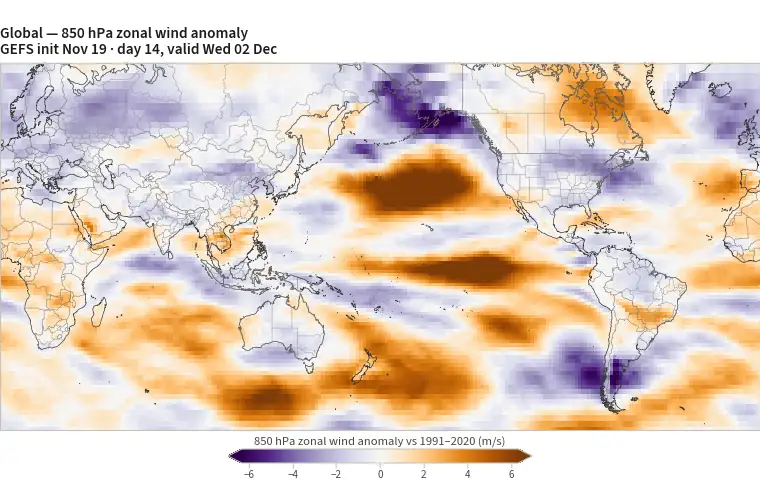 Global — 850 hPa zonal wind anomaly
GEFS init Nov 19 · day 14, valid Wed 02 Dec
850 hPa zonal wind anomaly vs 1991–2020 (m/s)
−6 −4 −2 0 2 4 6